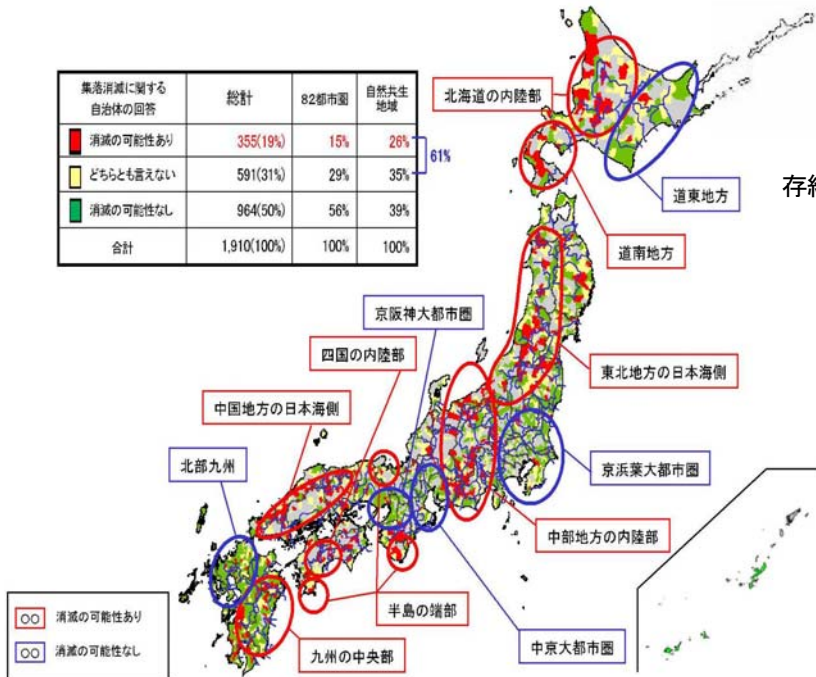 集落消滅に関する
自治体の回答 総計 82都市圏 自然共生
地域
消滅の可能性あり 355(19%) 15% 26%
どちらとも言えない 591(31%) 29% 35%
61%
消滅の可能性なし 964(50%) 56% 39%
合計 1,910(100%) 100% 100%
北海道の内陸部
道東地方
道南地方
京阪神大都市圏
四国の内陸部
中国地方の日本海側
北部九州
東北地方の日本海側
京浜葉大都市圏
中部地方の内陸部
半島の端部
中京大都市圏
九州の中央部
○○ 消滅の可能性あり
○○ 消滅の可能性なし
存